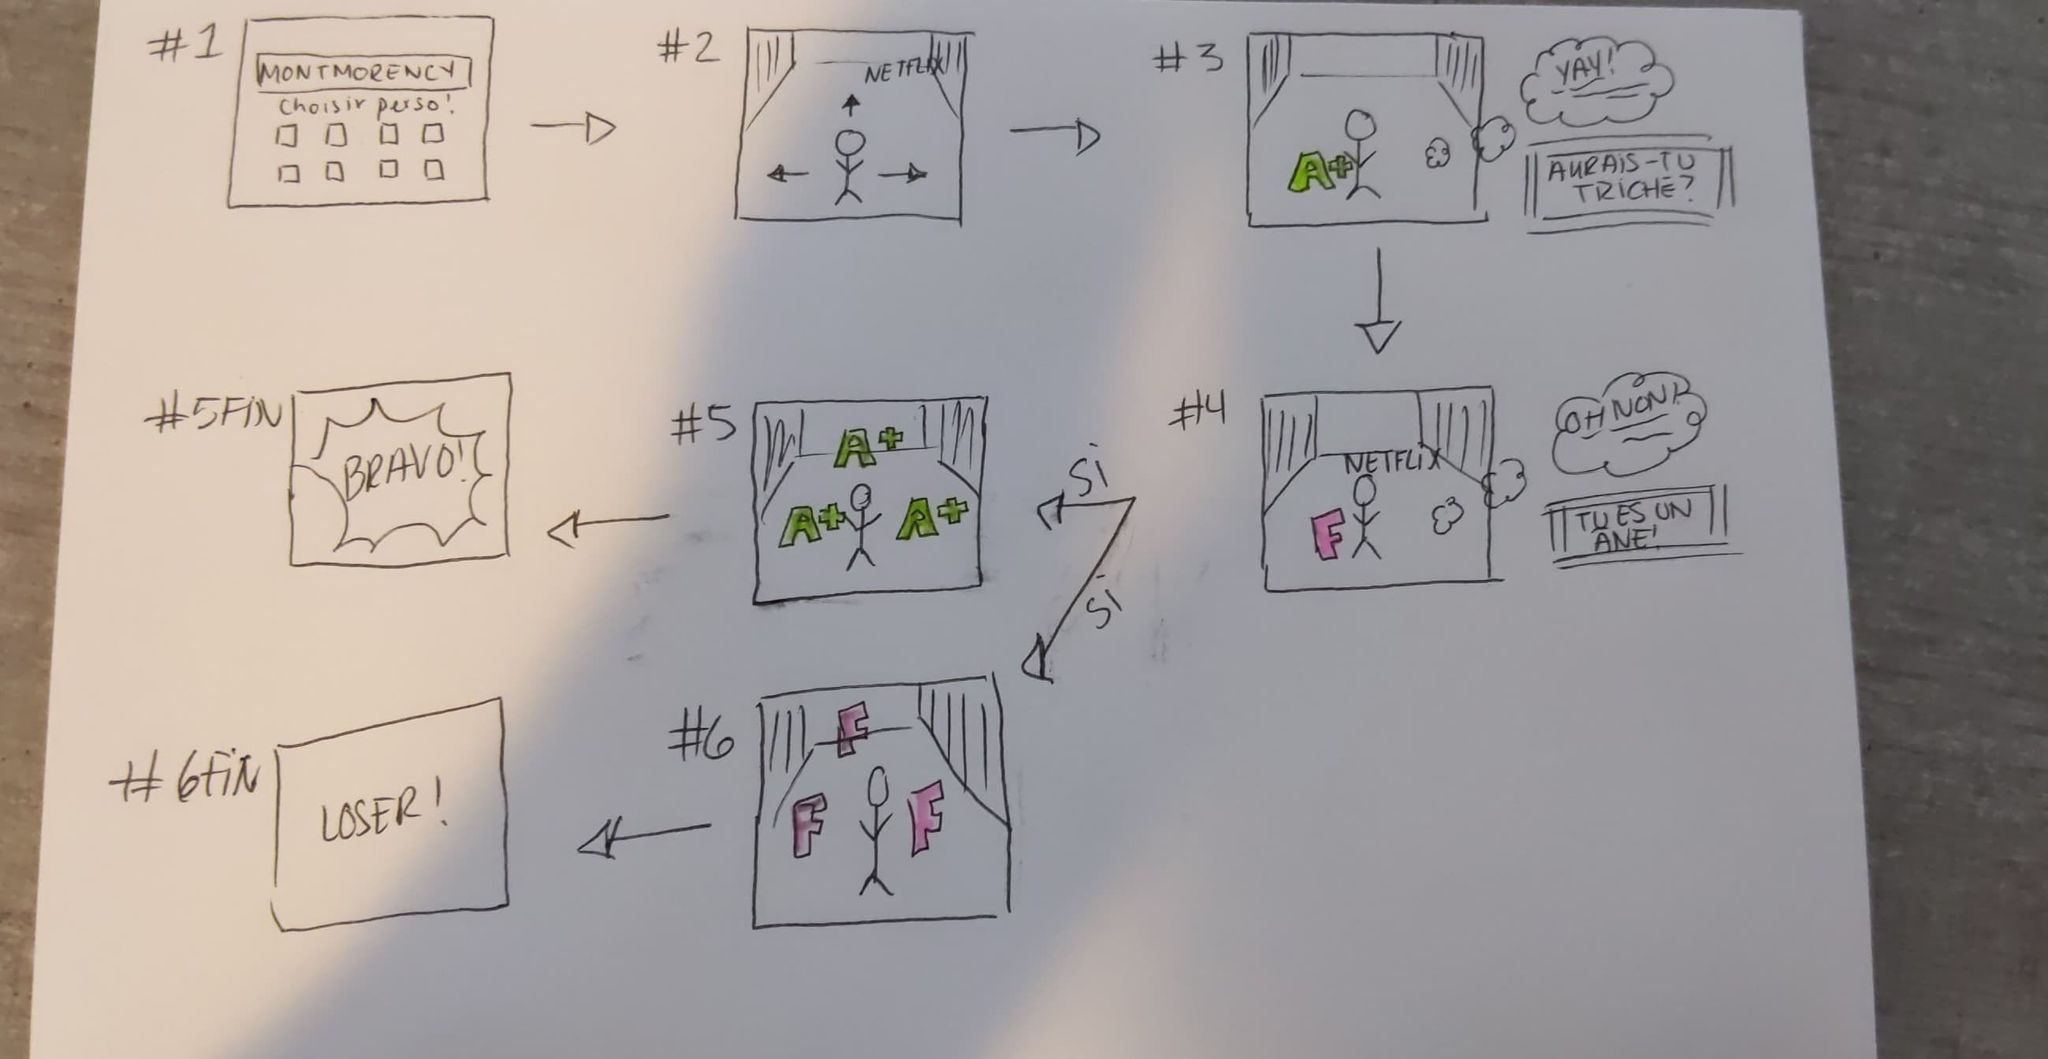 #1
MONTMORENCY
Choisir perso!
#2
NETFLIX
#3
A+
YAY!
AURAIS-TU
TRICHÉ?
#4
NETFLIX
F
OH NON!
TU ES UN
ANE!
Si
Si
#5
A+
A+
A+
#5FIN
BRAVO!
#6
F
F
F
#6FIN
LOSER!